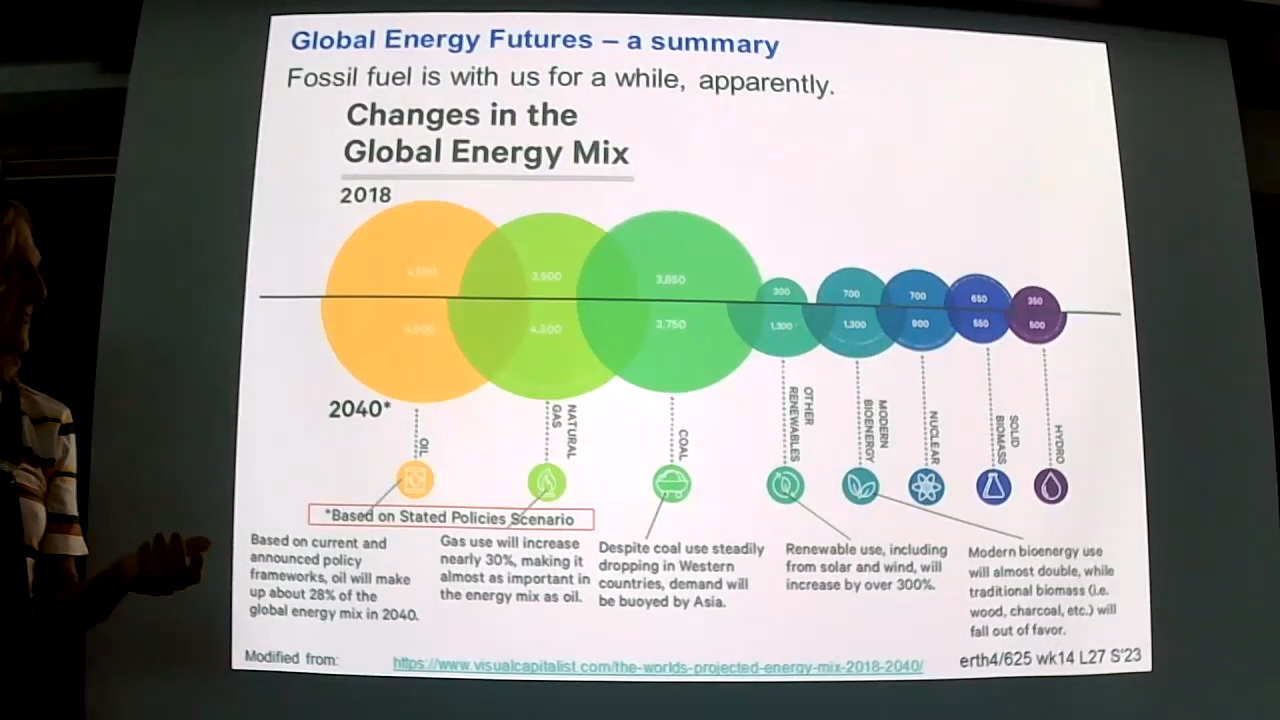 Global Energy Futures – a summary
Fossil fuel is with us for a while, apparently.
Changes in the
Global Energy Mix
2018
3,900
3,850
300
700
700
650
350
4,500
3,750
1,300
1,300
900
550
500
2040*
OIL
NATURAL
GAS
COAL
OTHER
RENEWABLES
MODERN
BIOENERGY
NUCLEAR
SOLID
BIOMASS
HYDRO
*Based on Stated Policies Scenario
Based on current and
announced policy
frameworks, oil will make
up about 28% of the
global energy mix in 2040.
Gas use will increase
nearly 30%, making it
almost as important in
the energy mix as oil.
Despite coal use steadily
dropping in Western
countries, demand will
be buoyed by Asia.
Renewable use, including
from solar and wind, will
increase by over 300%.
Modern bioenergy use
will almost double, while
traditional biomass (i.e.
wood, charcoal, etc.) will
fall out of favor.
Modified from:
https://www.visualcapitalist.com/the-worlds-projected-energy-mix-2018-2040/
erth4/625 wk14 L27 S'23